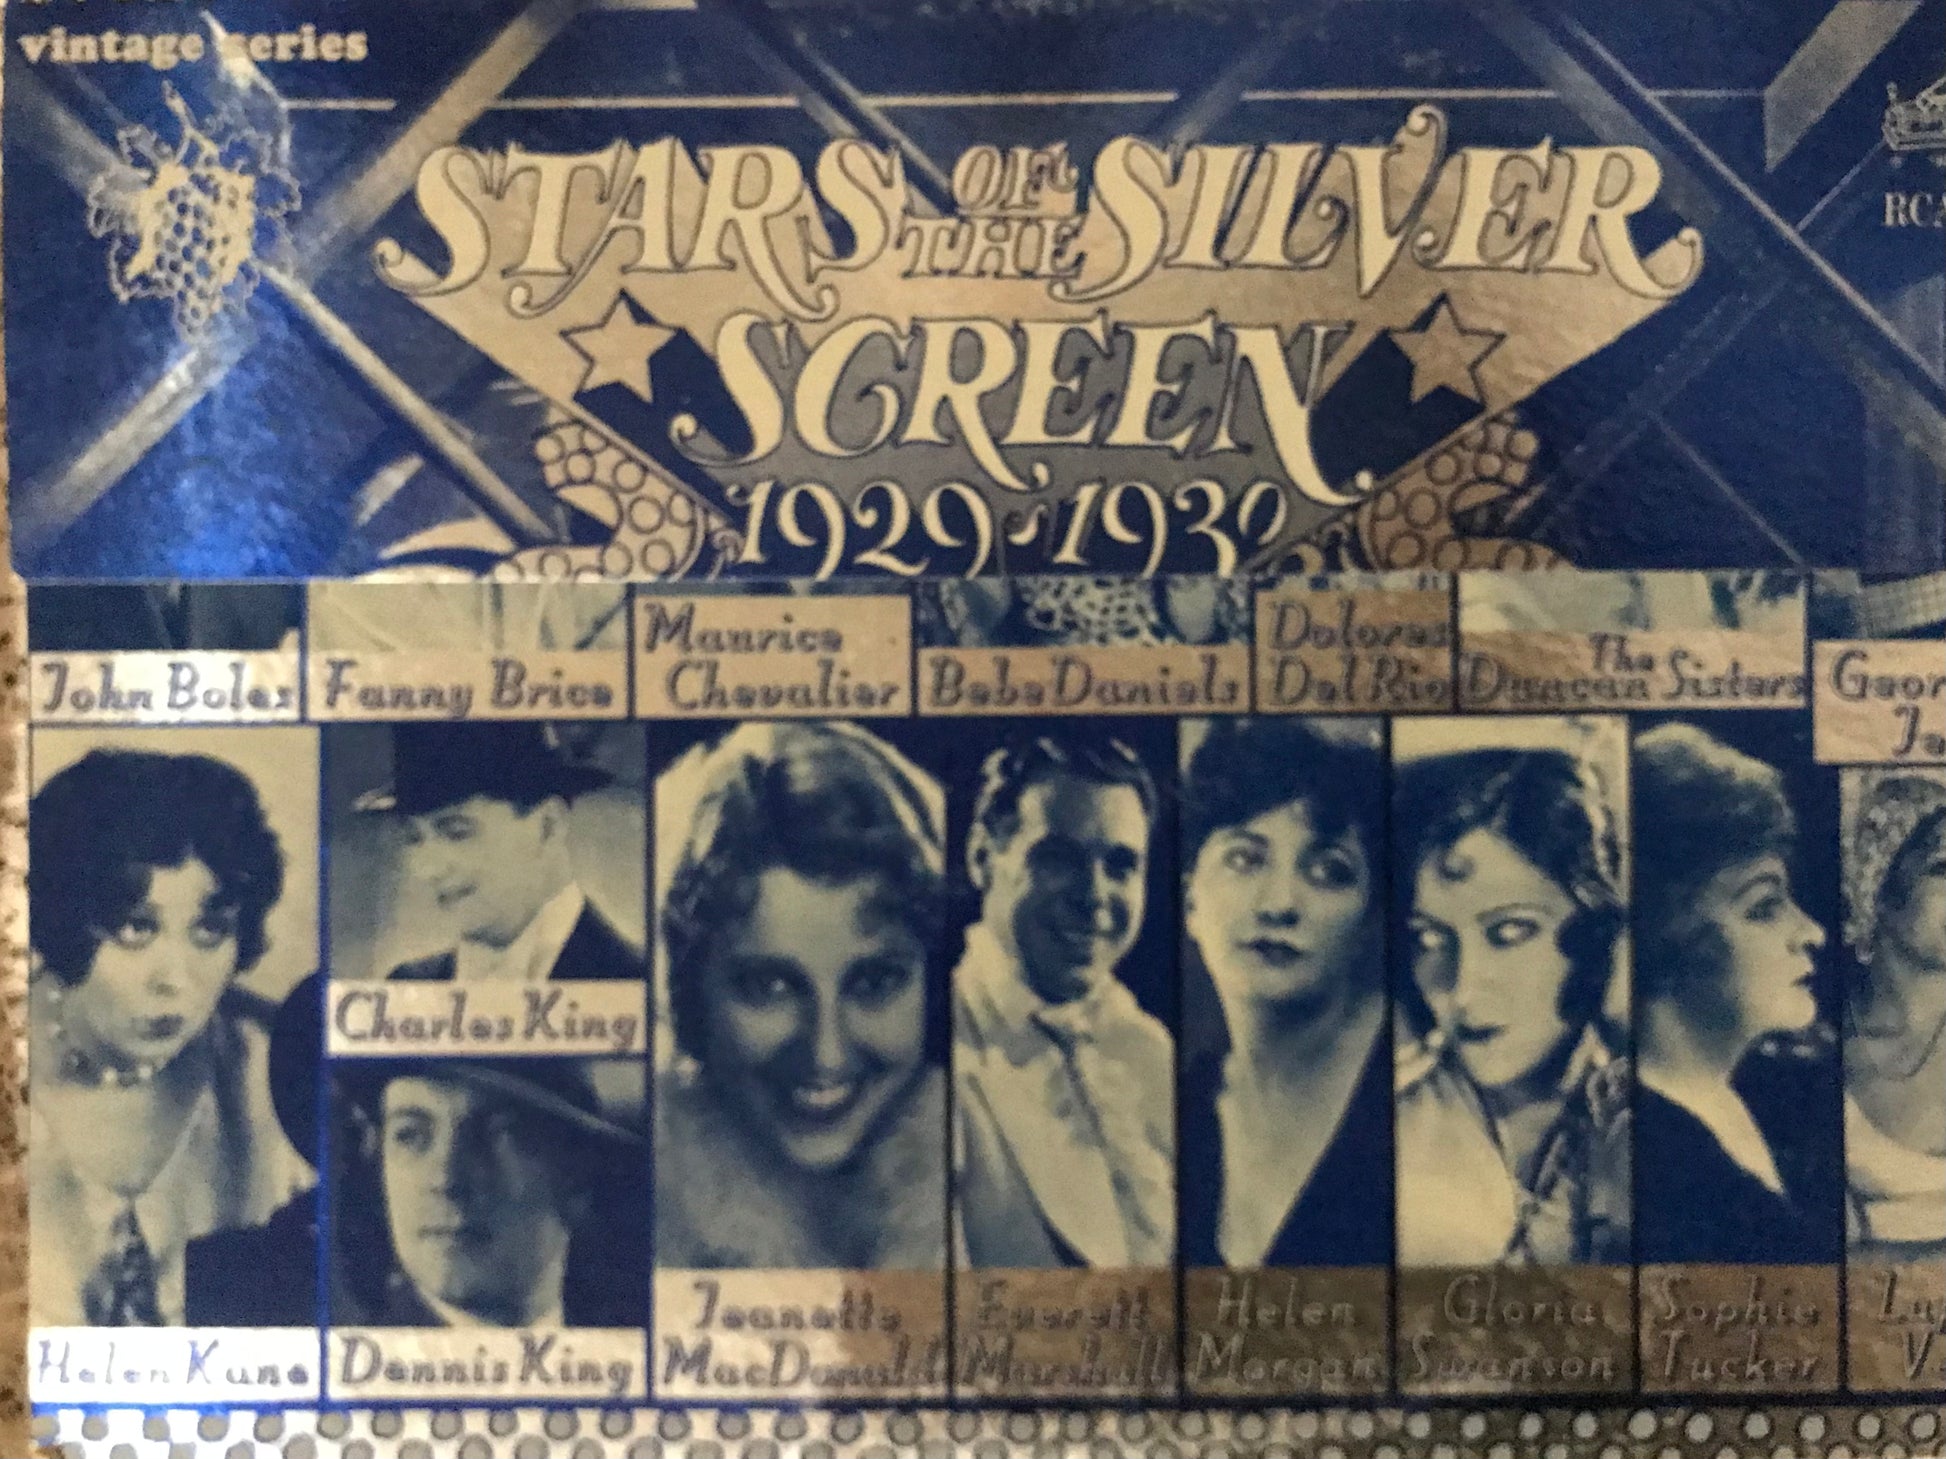 vintage series
STARS OF THE SILVER
SCREEN
1929-1930
RCA
John Boles
Fanny Brice
Maurice
Chevalier
Bebe Daniels
Dolores
Del Rio
The
Duncan Sisters
Charles King
Helen Kane
Dennis King
Jeanette
MacDonald
Everett
Marshall
Helen
Morgan
Gloria
Swanson
Sophie
Tucker